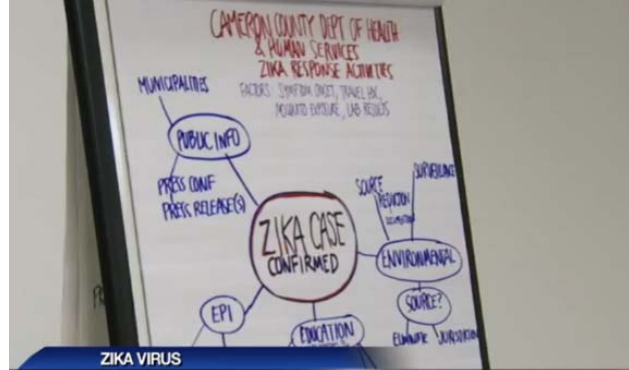 CAMERON COUNTY DEPT OF HEALTH
& HUMAN SERVICES
ZIKA RESPONSE ACTIVITIES
FACTORS: SYMPTOM ONSET, TRAVEL HX,
MOSQUITO EXPOSURE, LAB RESULTS
MUNICIPALITIES
PUBLIC INFO
PRESS CONF
PRESS RELEASE(S)
SOURCE
REDUCTION
SURVEILLANCE
ZIKA CASE
CONFIRMED
ENVIRONMENTAL
SOURCE?
JURISDICTION
EPI
EDUCATION
ZIKA VIRUS